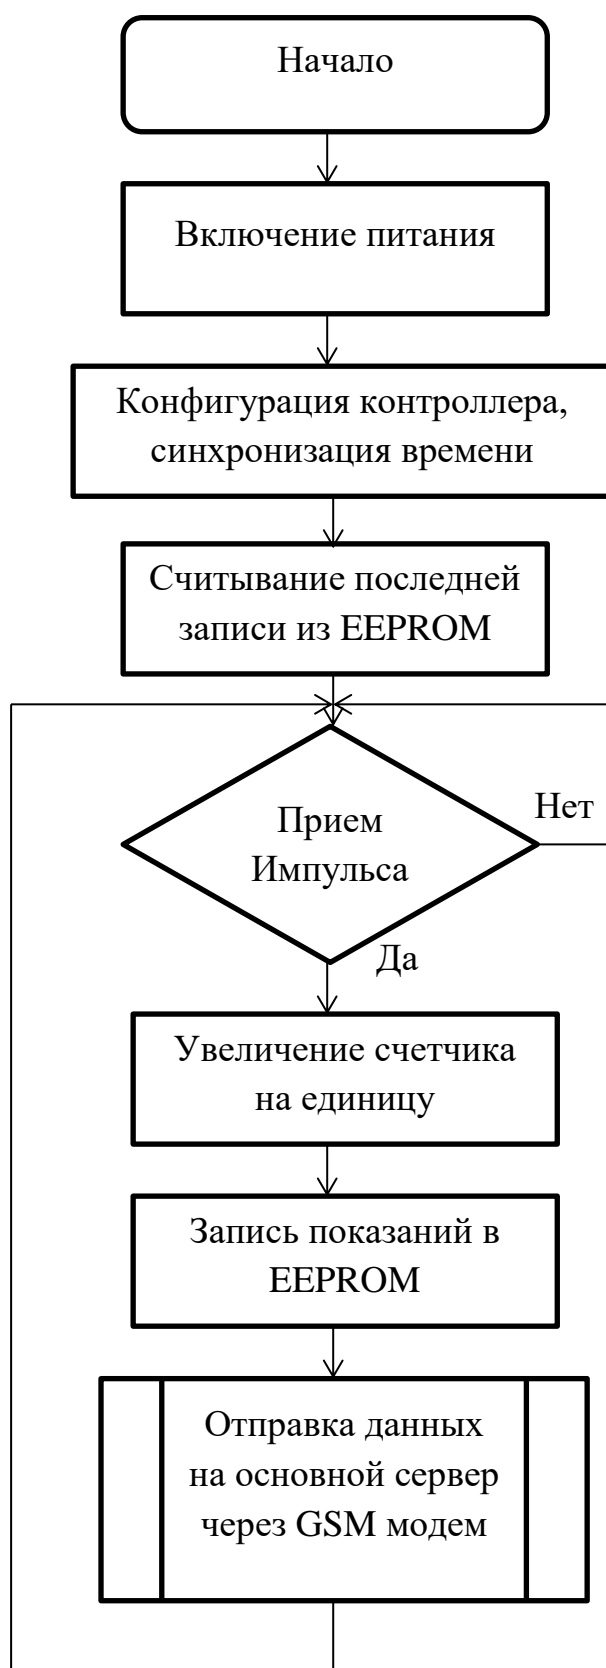 Начало
Включение питания
Конфигурация контроллера,
синхронизация времени
Считывание последней
записи из EEPROM
Нет
Прием
Импульса
Да
Увеличение счетчика
на единицу
Запись показаний в
EEPROM
Отправка данных
на основной сервер
через GSM модем